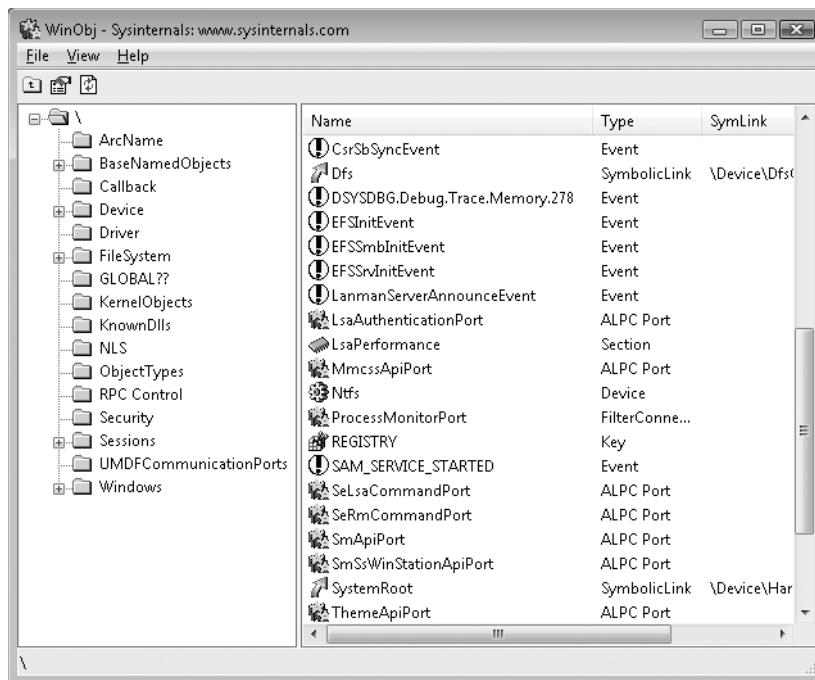 WinObj - Sysinternals: www.sysinternals.com
File View Help
\
ArcName
BaseNamedObjects
Callback
Device
Driver
FileSystem
GLOBAL??
KernelObjects
KnownDlls
NLS
ObjectTypes
RPC Control
Security
Sessions
UMDFCommunicationPorts
Windows
Name Type SymLink
CsrSbSyncEvent Event
Dfs SymbolicLink \Device\DfsC
DSYSDBG.Debug.Trace.Memory.278 Event
EFSInitEvent Event
EFSSmbInitEvent Event
EFSSrvInitEvent Event
LanmanServerAnnounceEvent Event
LsaAuthenticationPort ALPC Port
LsaPerformance Section
MmcssApiPort ALPC Port
Ntfs Device
ProcessMonitorPort FilterConne...
REGISTRY Key
SAM_SERVICE_STARTED Event
SeLsaCommandPort ALPC Port
SeRmCommandPort ALPC Port
SmApiPort ALPC Port
SmSsWinStationApiPort ALPC Port
SystemRoot SymbolicLink \Device\Har
ThemeApiPort ALPC Port
\